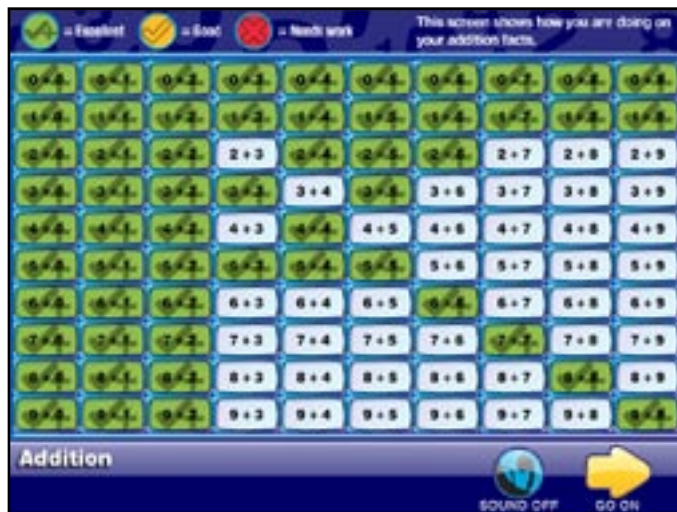 = Excellent = Good = Needs work
This screen shows how you are doing on
your addition facts.
0 + 0 0 + 1 0 + 2 0 + 3 0 + 4 0 + 5 0 + 6 0 + 7 0 + 8 0 + 9
1 + 0 1 + 1 1 + 2 1 + 3 1 + 4 1 + 5 1 + 6 1 + 7 1 + 8 1 + 9
2 + 0 2 + 1 2 + 2 2 + 3 2 + 4 2 + 5 2 + 6 2 + 7 2 + 8 2 + 9
3 + 0 3 + 1 3 + 2 3 + 3 3 + 4 3 + 5 3 + 6 3 + 7 3 + 8 3 + 9
4 + 0 4 + 1 4 + 2 4 + 3 4 + 4 4 + 5 4 + 6 4 + 7 4 + 8 4 + 9
5 + 0 5 + 1 5 + 2 5 + 3 5 + 4 5 + 5 5 + 6 5 + 7 5 + 8 5 + 9
6 + 0 6 + 1 6 + 2 6 + 3 6 + 4 6 + 5 6 + 6 6 + 7 6 + 8 6 + 9
7 + 0 7 + 1 7 + 2 7 + 3 7 + 4 7 + 5 7 + 6 7 + 7 7 + 8 7 + 9
8 + 0 8 + 1 8 + 2 8 + 3 8 + 4 8 + 5 8 + 6 8 + 7 8 + 8 8 + 9
9 + 0 9 + 1 9 + 2 9 + 3 9 + 4 9 + 5 9 + 6 9 + 7 9 + 8 9 + 9
Addition
SOUND OFF GO ON